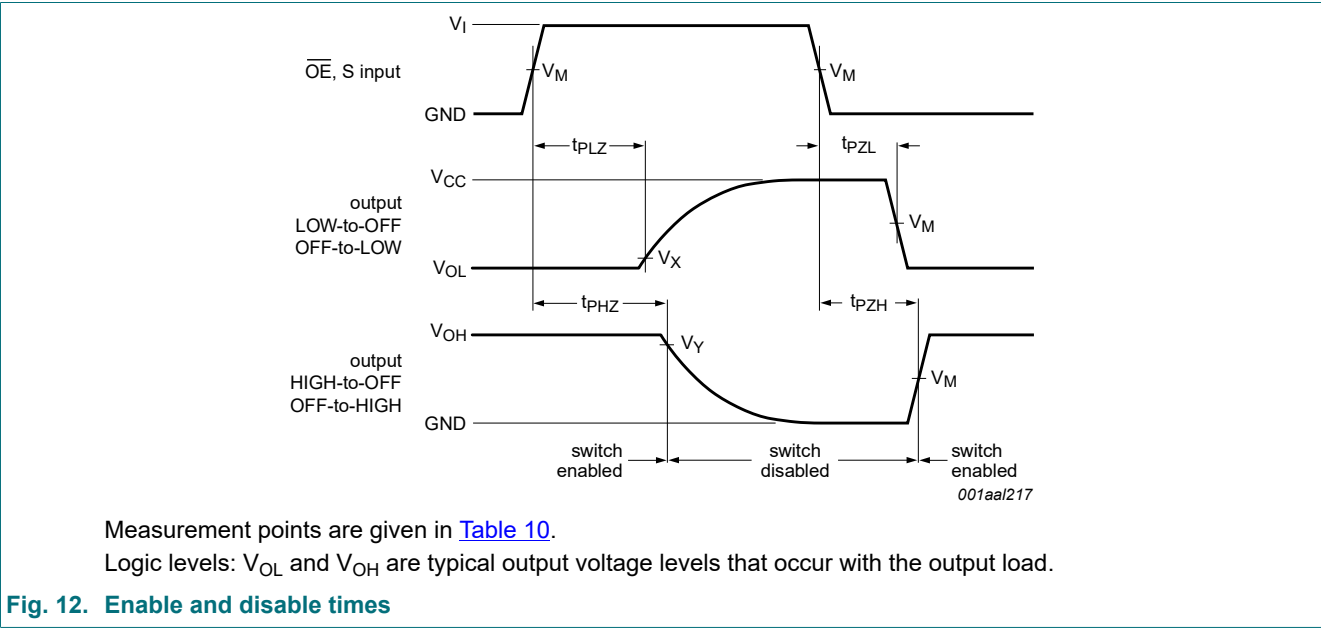 V_I
OE, S input
V_M
V_M
GND
t_PLZ
t_PZL
V_CC
output
LOW-to-OFF
OFF-to-LOW
V_M
V_X
V_OL
t_PHZ
t_PZH
V_OH
V_Y
output
HIGH-to-OFF
OFF-to-HIGH
V_M
GND
switch
enabled
switch
disabled
switch
enabled
001aal217
Measurement points are given in Table 10.
Logic levels: V_OL and V_OH are typical output voltage levels that occur with the output load.
Fig. 12. Enable and disable times